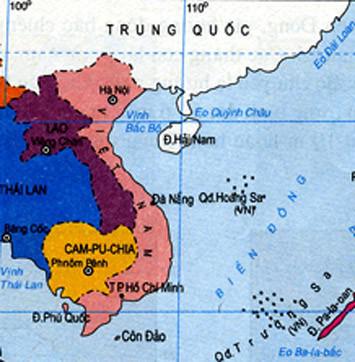 100°
110°
TRUNG QUỐC
Eo Đài Loan
Hà Nội
Vịnh
Bắc Bộ
Eo Quỳnh Châu
Đ.Hải Nam
LÀO
Viêng Chăn
VIỆT NAM
THÁI LAN
Đà Nẵng
Qđ.Hoàng Sa
(VN)
BIỂN ĐÔNG
Băng Cốc
CAM-PU-CHIA
Phnôm Pênh
Vịnh
Thái Lan
TP Hồ Chí Minh
Đ.Phú Quốc
Côn Đảo
Qđ.Trường Sa
(VN)
Đ. Pa-la-oan
Eo Ba-la-bắc